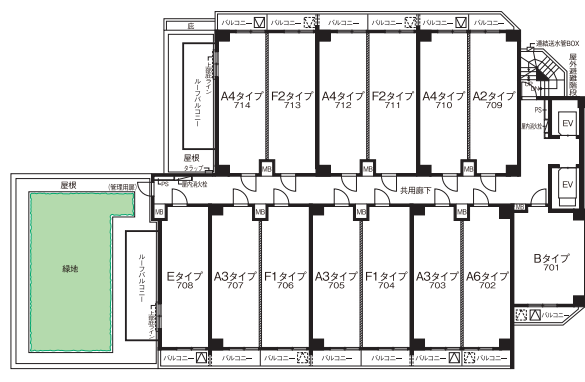 バルコニー
バルコニー
バルコニー
バルコニー
バルコニー
バルコニー
庇
上部庇ライン
ルーフバルコニー
屋根
タラップ
A4タイプ
714
F2タイプ
713
A4タイプ
712
F2タイプ
711
A4タイプ
710
A2タイプ
709
連結送水管BOX
屋外避難階段
UP
DN
PS
屋内消火栓
EV
EV
MB
MB
MB
共用廊下
屋根
(管理用扉)
PS
屋内消火栓
緑地
ルーフバルコニー
上部庇ライン
MB
MB
MB
MB
MB
Eタイプ
708
A3タイプ
707
F1タイプ
706
A3タイプ
705
F1タイプ
704
A3タイプ
703
A6タイプ
702
Bタイプ
701
バルコニー
バルコニー
バルコニー
バルコニー
バルコニー
バルコニー
バルコニー
バルコニー